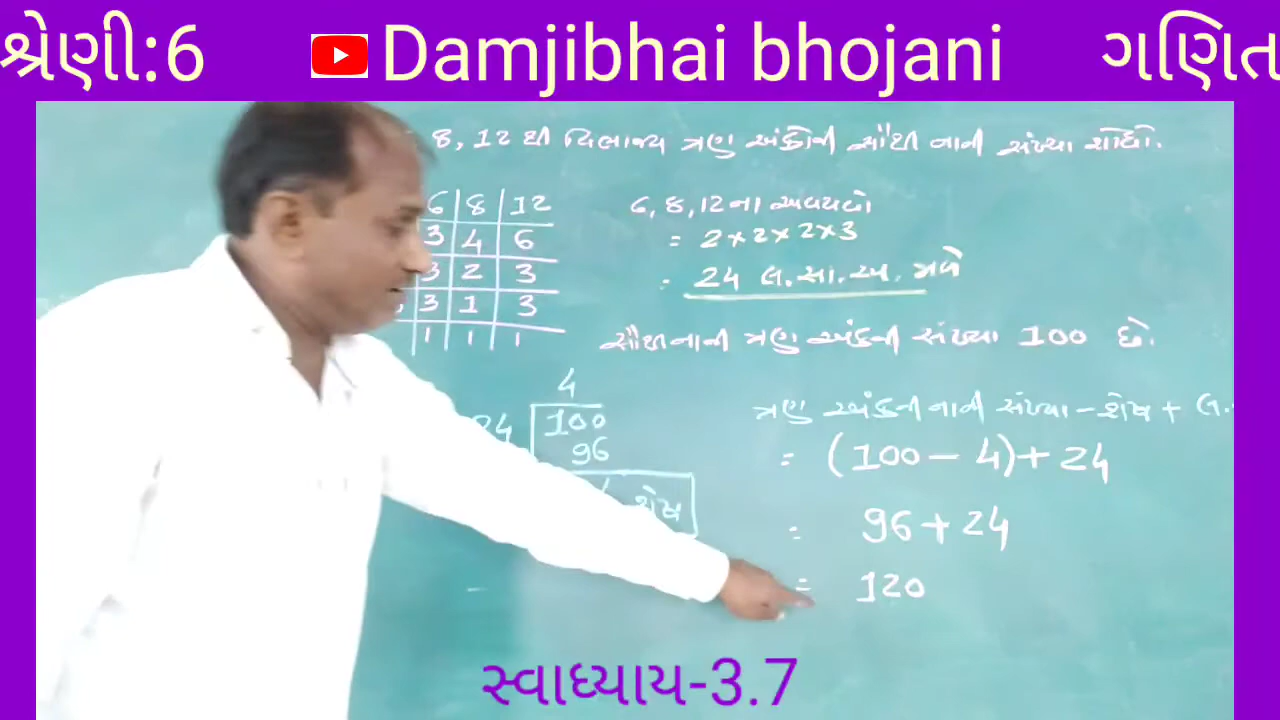 શ્રેણી:6 Damjibhai bhojani ગણિત
8, 12 થી વિભાજ્ય ત્રણ અંકોની સૌથી નાની સંખ્યા શોધો.
6 8 12
3 4 6
3 2 3
3 1 3
1 1 1
6, 8, 12ના અવયવો
= 2×2×2×3
= 24 લ.સા.અ. મળે
સૌથી નાની ત્રણ અંકની સંખ્યા 100 છે.
4
24 100
96
શેષ
ત્રણ અંકની નાની સંખ્યા - શેષ + લ.
= (100 - 4) + 24
= 96 + 24
= 120
સ્વાધ્યાય-3.7